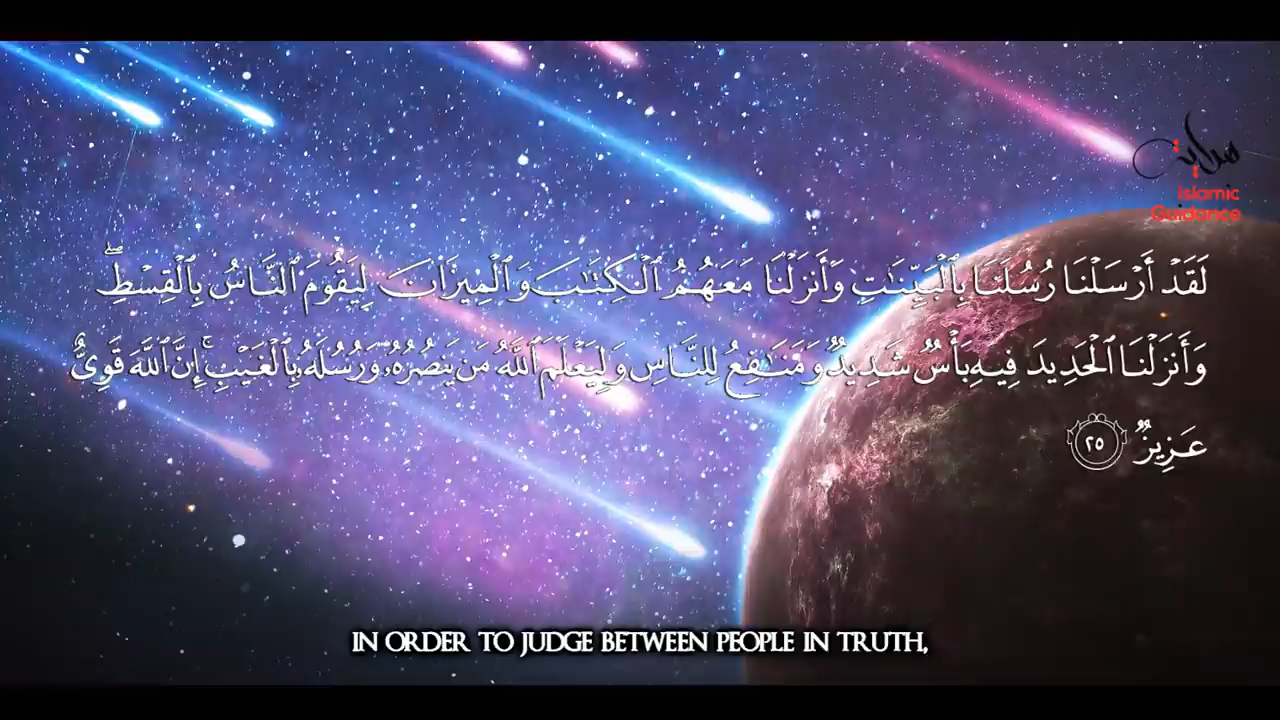 هداية
Islamic
Guidance
لَقَدْ أَرْسَلْنَا رُسُلَنَا بِٱلْبَيِّنَـٰتِ وَأَنزَلْنَا مَعَهُمُ ٱلْكِتَـٰبَ وَٱلْمِيزَانَ لِيَقُومَ ٱلنَّاسُ بِٱلْقِسْطِ ۖ
وَأَنزَلْنَا ٱلْحَدِيدَ فِيهِ بَأْسٌ شَدِيدٌ وَمَنَـٰفِعُ لِلنَّاسِ وَلِيَعْلَمَ ٱللَّهُ مَن يَنصُرُهُۥ وَرُسُلَهُۥ بِٱلْغَيْبِ ۚ إِنَّ ٱللَّهَ قَوِىٌّ
عَزِيزٌ ٢٥
IN ORDER TO JUDGE BETWEEN PEOPLE IN TRUTH,